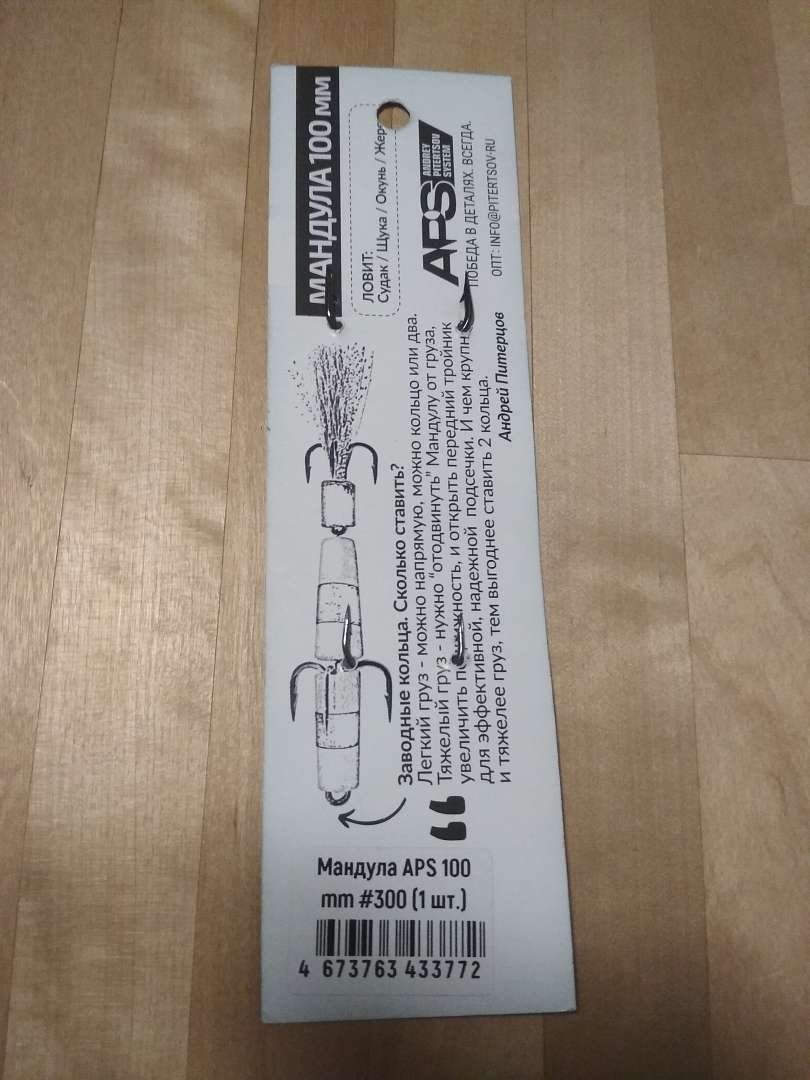 МАНДУЛА 100 ММ
ЛОВИТ:
Судак / Щука / Окунь /
APS
ANDREY
PITERTSOV
SYSTEM
ПОБЕДА В ДЕТАЛЯХ. ВСЕГДА.
ОПТ: INFO@PITERTSOV.RU
Заводные кольца. Сколько ставить?
Легкий груз - можно напрямую, можно кольцо или два.
Тяжелый груз - нужно "отодвинуть" Мандулу от груза,
увеличить и открыть передний тройник
для эффективной, надежной подсечки. И чем
и тяжелее груз, тем выгоднее ставить 2 кольца.
Андрей Питерцов
Мандула APS 100
mm #300 (1 шт.)
4 673763 433772